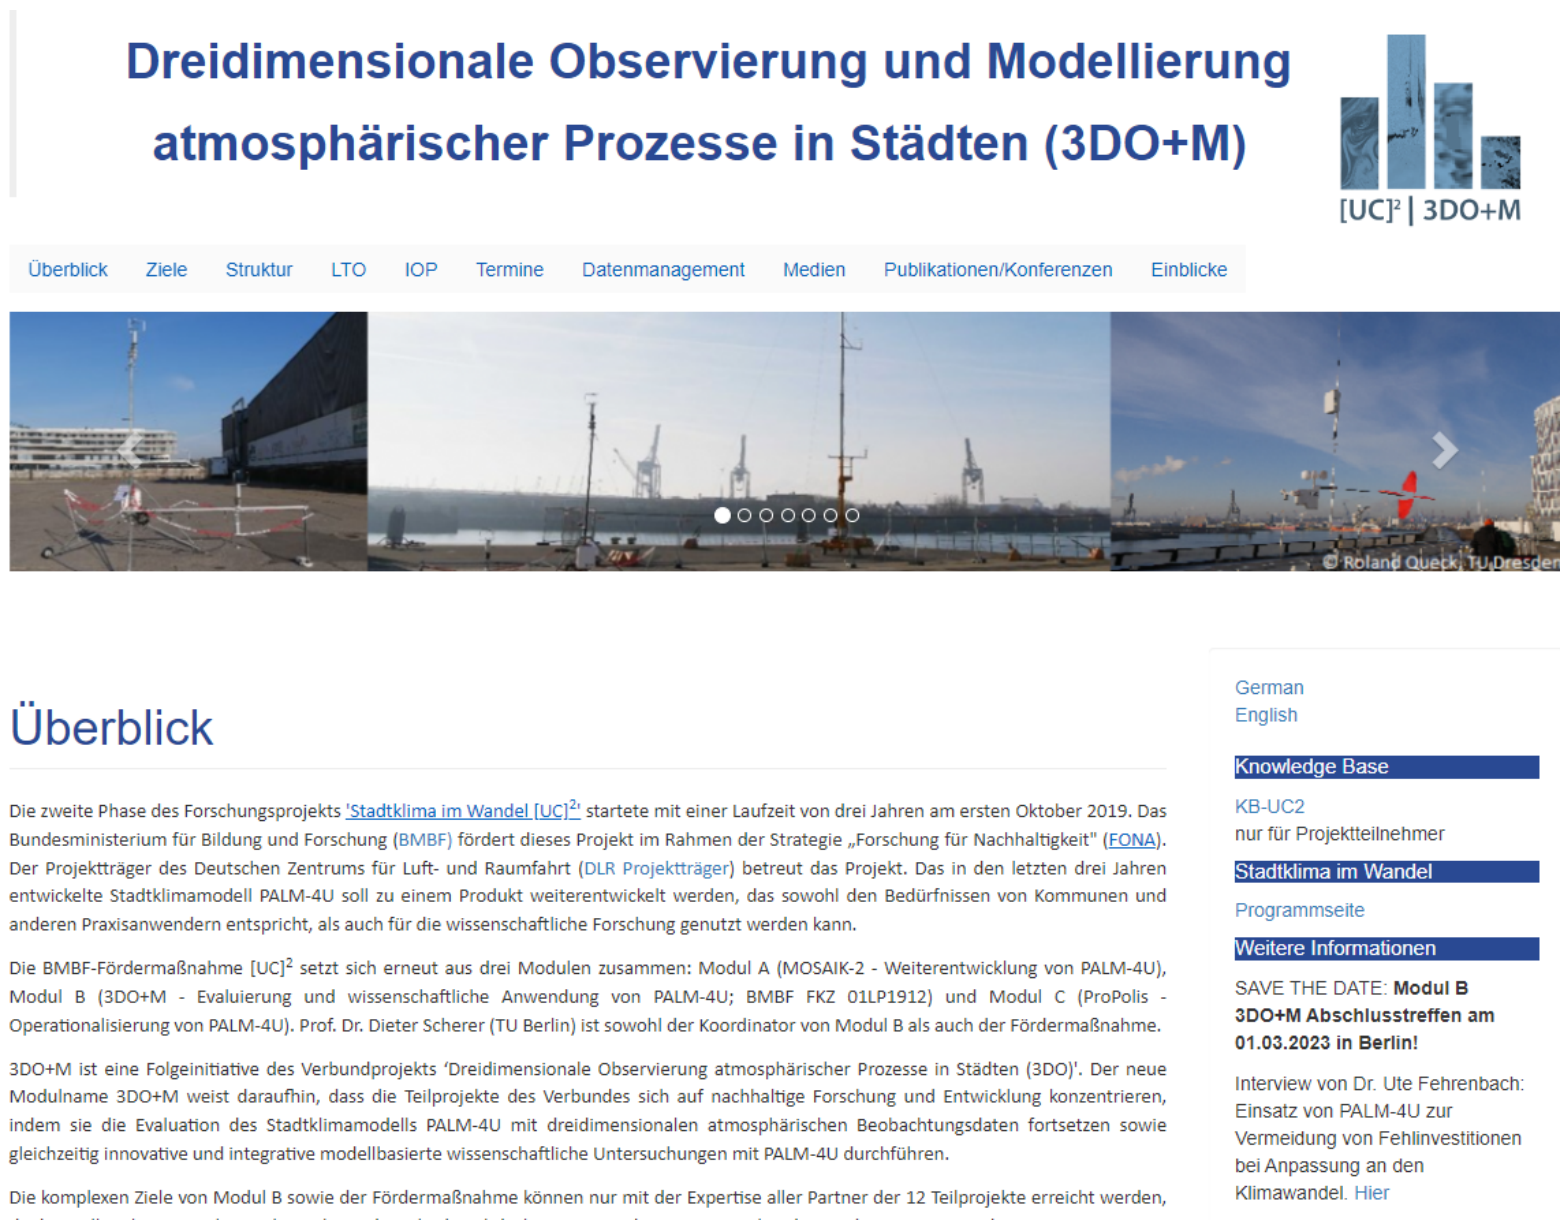 Dreidimensionale Observierung und Modellierung
atmosphärischer Prozesse in Städten (3DO+M)
[UC]² | 3DO+M
Überblick Ziele Struktur LTO IOP Termine Datenmanagement Medien Publikationen/Konferenzen Einblicke
© Roland Queck, TU Dresden
Überblick
Die zweite Phase des Forschungsprojekts 'Stadtklima im Wandel [UC]²' startete mit einer Laufzeit von drei Jahren am ersten Oktober 2019. Das
Bundesministerium für Bildung und Forschung (BMBF) fördert dieses Projekt im Rahmen der Strategie „Forschung für Nachhaltigkeit" (FONA).
Der Projektträger des Deutschen Zentrums für Luft- und Raumfahrt (DLR Projektträger) betreut das Projekt. Das in den letzten drei Jahren
entwickelte Stadtklimamodell PALM-4U soll zu einem Produkt weiterentwickelt werden, das sowohl den Bedürfnissen von Kommunen und
anderen Praxisanwendern entspricht, als auch für die wissenschaftliche Forschung genutzt werden kann.
Die BMBF-Fördermaßnahme [UC]² setzt sich erneut aus drei Modulen zusammen: Modul A (MOSAIK-2 - Weiterentwicklung von PALM-4U),
Modul B (3DO+M - Evaluierung und wissenschaftliche Anwendung von PALM-4U; BMBF FKZ 01LP1912) und Modul C (ProPolis -
Operationalisierung von PALM-4U). Prof. Dr. Dieter Scherer (TU Berlin) ist sowohl der Koordinator von Modul B als auch der Fördermaßnahme.
3DO+M ist eine Folgeinitiative des Verbundprojekts ‘Dreidimensionale Observierung atmosphärischer Prozesse in Städten (3DO)'. Der neue
Modulname 3DO+M weist daraufhin, dass die Teilprojekte des Verbundes sich auf nachhaltige Forschung und Entwicklung konzentrieren,
indem sie die Evaluation des Stadtklimamodells PALM-4U mit dreidimensionalen atmosphärischen Beobachtungsdaten fortsetzen sowie
gleichzeitig innovative und integrative modellbasierte wissenschaftliche Untersuchungen mit PALM-4U durchführen.
Die komplexen Ziele von Modul B sowie der Fördermaßnahme können nur mit der Expertise aller Partner der 12 Teilprojekte erreicht werden,
German
English
Knowledge Base
KB-UC2
nur für Projektteilnehmer
Stadtklima im Wandel
Programmseite
Weitere Informationen
SAVE THE DATE: Modul B
3DO+M Abschlusstreffen am
01.03.2023 in Berlin!
Interview von Dr. Ute Fehrenbach:
Einsatz von PALM-4U zur
Vermeidung von Fehlinvestitionen
bei Anpassung an den
Klimawandel. Hier